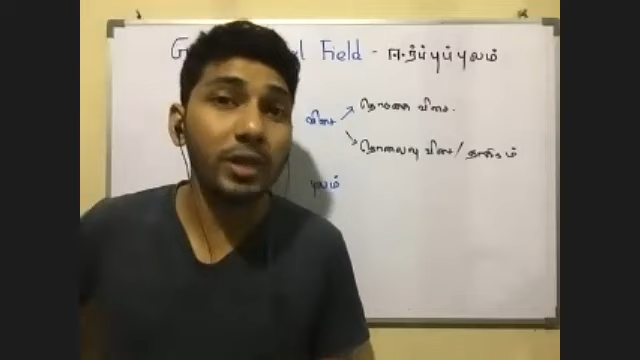 G l Field - ஈர்ப்புப்புலம்
விசை
தொடுகை விசை.
தொலைவு விசை / தாக்கம்
புலம்